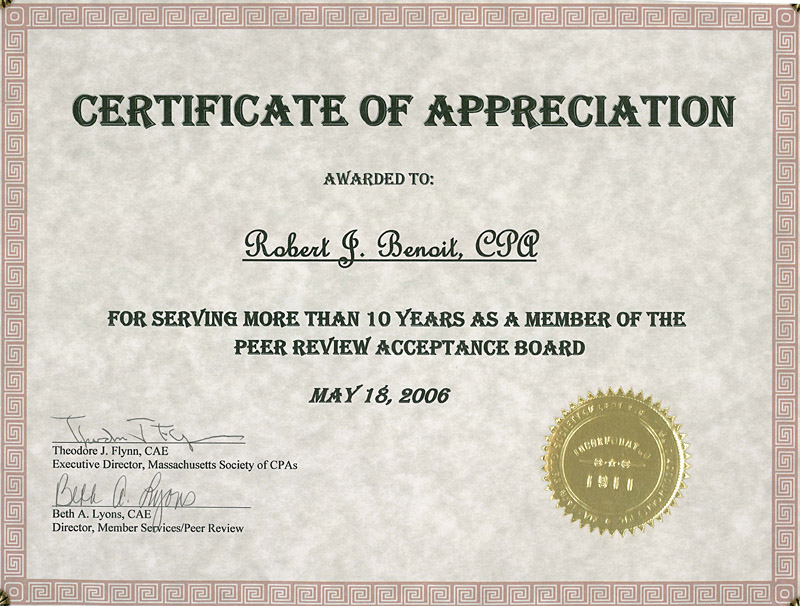 CERTIFICATE OF APPRECIATION
AWARDED TO:
Robert J. Benoit, CPA
FOR SERVING MORE THAN 10 YEARS AS A MEMBER OF THE
PEER REVIEW ACCEPTANCE BOARD
MAY 18, 2006
Theodore J. Flynn, CAE
Executive Director, Massachusetts Society of CPAs
Beth A. Lyons
Beth A. Lyons, CAE
Director, Member Services/Peer Review
INCORPORATED
1911